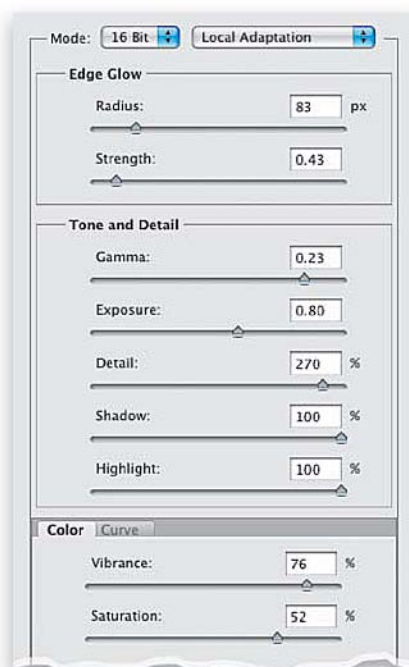 Mode: 16 Bit Local Adaptation
Edge Glow
Radius: 83 px
Strength: 0.43
Tone and Detail
Gamma: 0.23
Exposure: 0.80
Detail: 270 %
Shadow: 100 %
Highlight: 100 %
Color Curve
Vibrance: 76 %
Saturation: 52 %